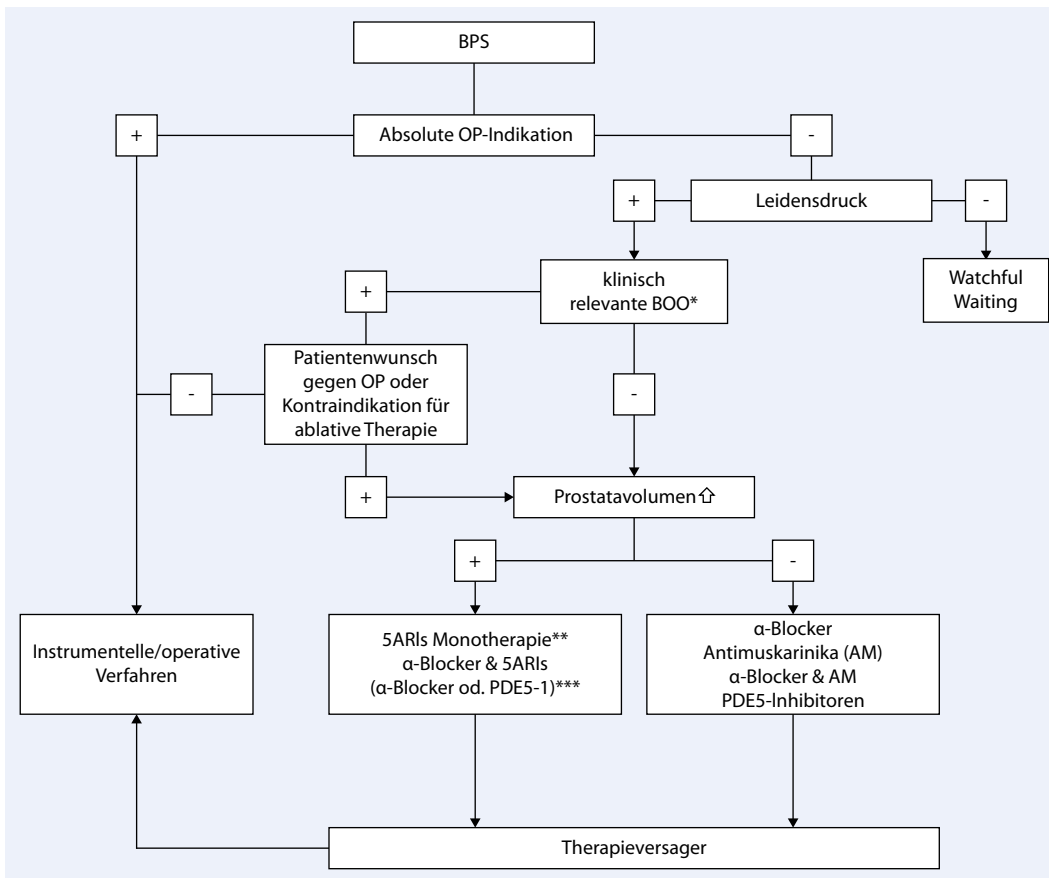 BPS
+
Absolute OP-Indikation
-
+
Leidensdruck
-
klinisch
relevante BOO*
Watchful
Waiting
+
Patientenwunsch
gegen OP oder
Kontraindikation für
ablative Therapie
-
-
+
Prostatavolumen⇧
+
-
Instrumentelle/operative
Verfahren
5ARIs Monotherapie**
α-Blocker & 5ARIs
(α-Blocker od. PDE5-1)***
α-Blocker
Antimuskarinika (AM)
α-Blocker & AM
PDE5-Inhibitoren
Therapieversager